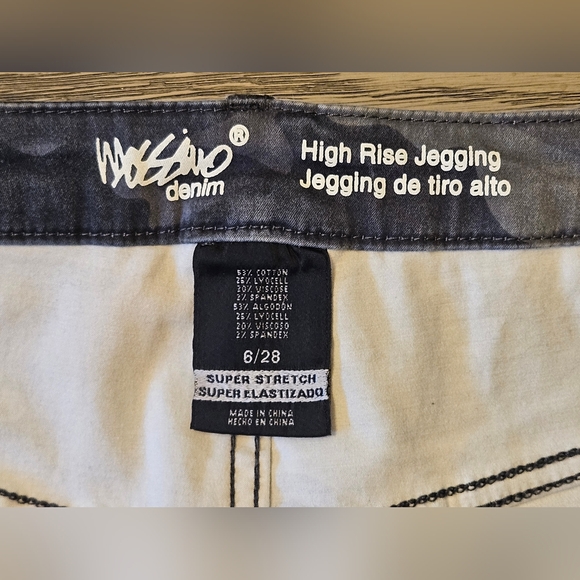 mossimo®
denim
High Rise Jegging
Jegging de tiro alto
53% COTTON
25% LYOCELL
20% VISCOSE
2% SPANDEX
53% ALGODÓN
25% LYOCELL
20% VISCOSO
2% SPANDEX
6/28
SUPER STRETCH
SUPER ELASTIZADO
MADE IN CHINA
HECHO EN CHINA